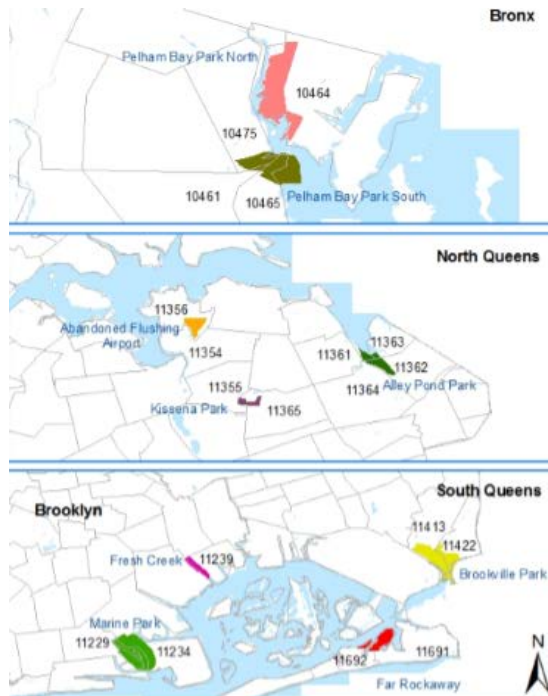 Bronx
Pelham Bay Park North
10464
10475
10461
10465
Pelham Bay Park South
North Queens
11356
Abandoned Flushing
Airport
11354
11363
11361
11362
11364
Alley Pond Park
11355
Kissena Park
11365
Brooklyn
South Queens
11413
11422
Fresh Creek
11239
Brookville Park
Marine Park
11229
11234
11692
11691
Far Rockaway
N